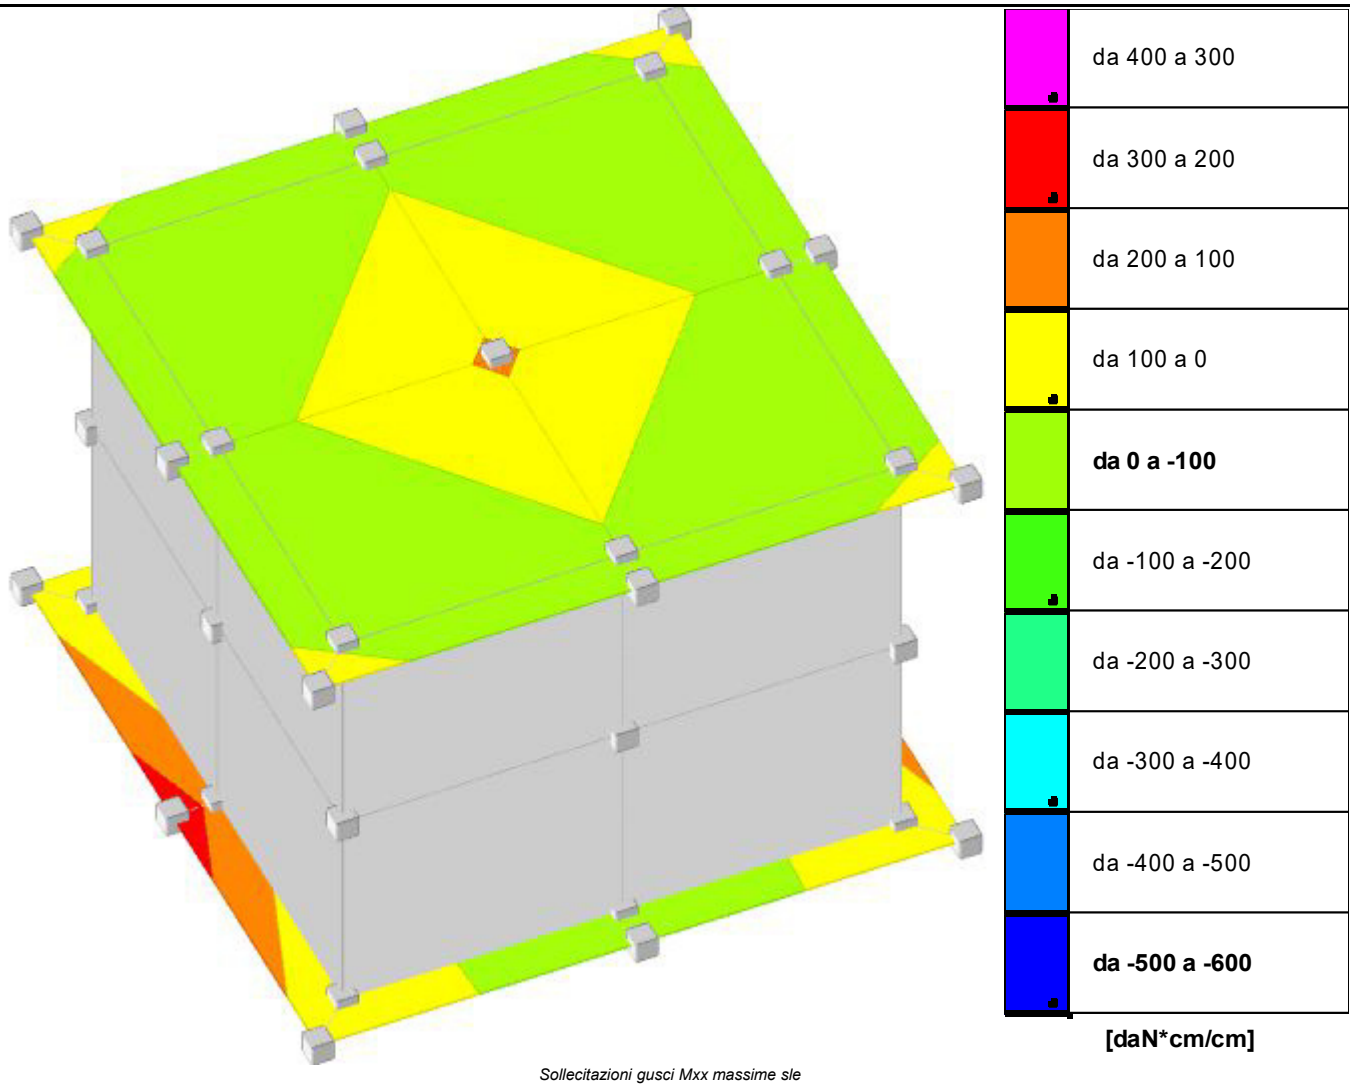 da 400 a 300
da 300 a 200
da 200 a 100
da 100 a 0
da 0 a -100
da -100 a -200
da -200 a -300
da -300 a -400
da -400 a -500
da -500 a -600
[daN*cm/cm]
Sollecitazioni gusci Mxx massime sle